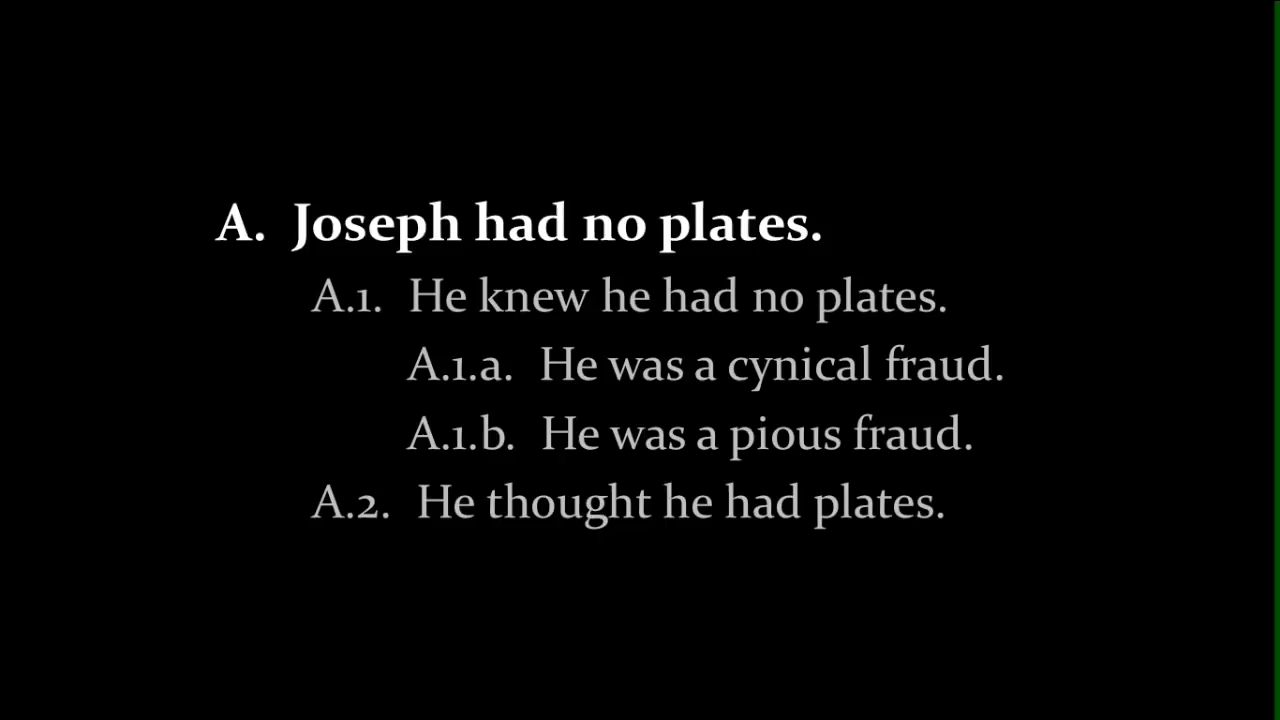 A. Joseph had no plates.
A.1. He knew he had no plates.
A.1.a. He was a cynical fraud.
A.1.b. He was a pious fraud.
A.2. He thought he had plates.